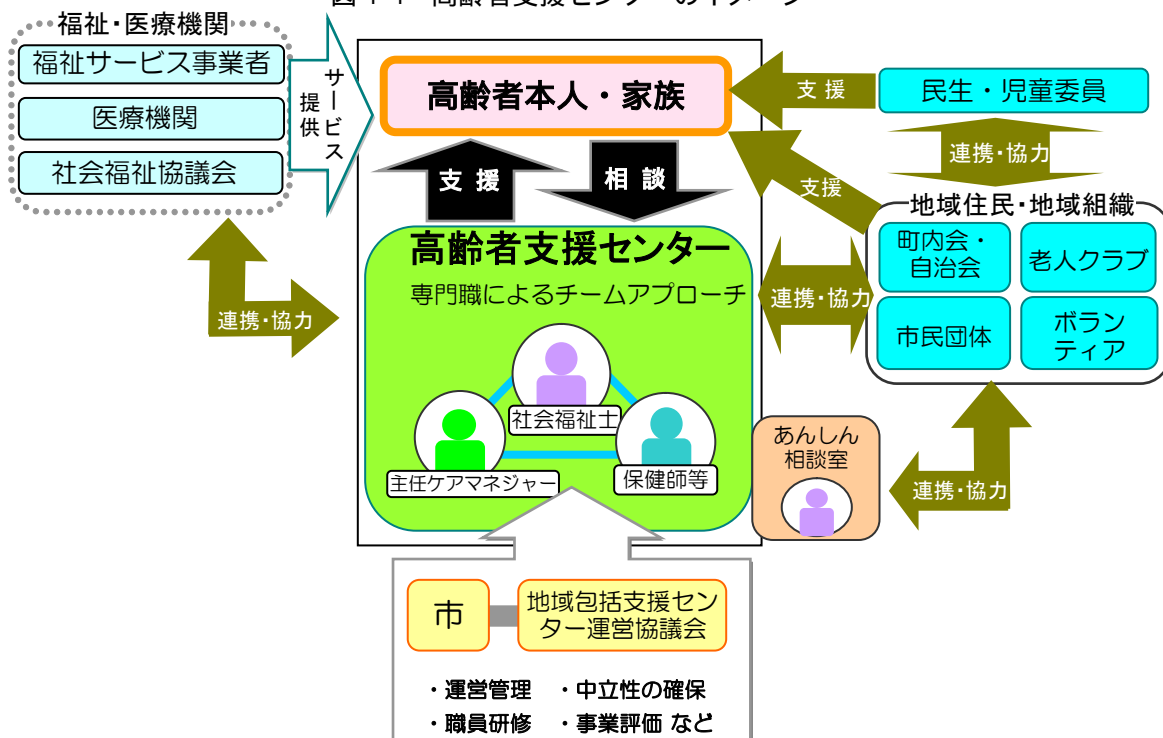 福祉・医療機関
福祉サービス事業者
医療機関
社会福祉協議会
サービス
提供
高齢者本人・家族
支援
民生・児童委員
連携・協力
支援
支援
相談
地域住民・地域組織
町内会・
自治会
老人クラブ
市民団体
ボラン
ティア
高齢者支援センター
専門職によるチームアプローチ
連携・協力
連携・協力
社会福祉士
主任ケアマネジャー
保健師等
あんしん
相談室
連携・協力
市
地域包括支援セン
ター運営協議会
・運営管理 ・中立性の確保
・職員研修 ・事業評価 など